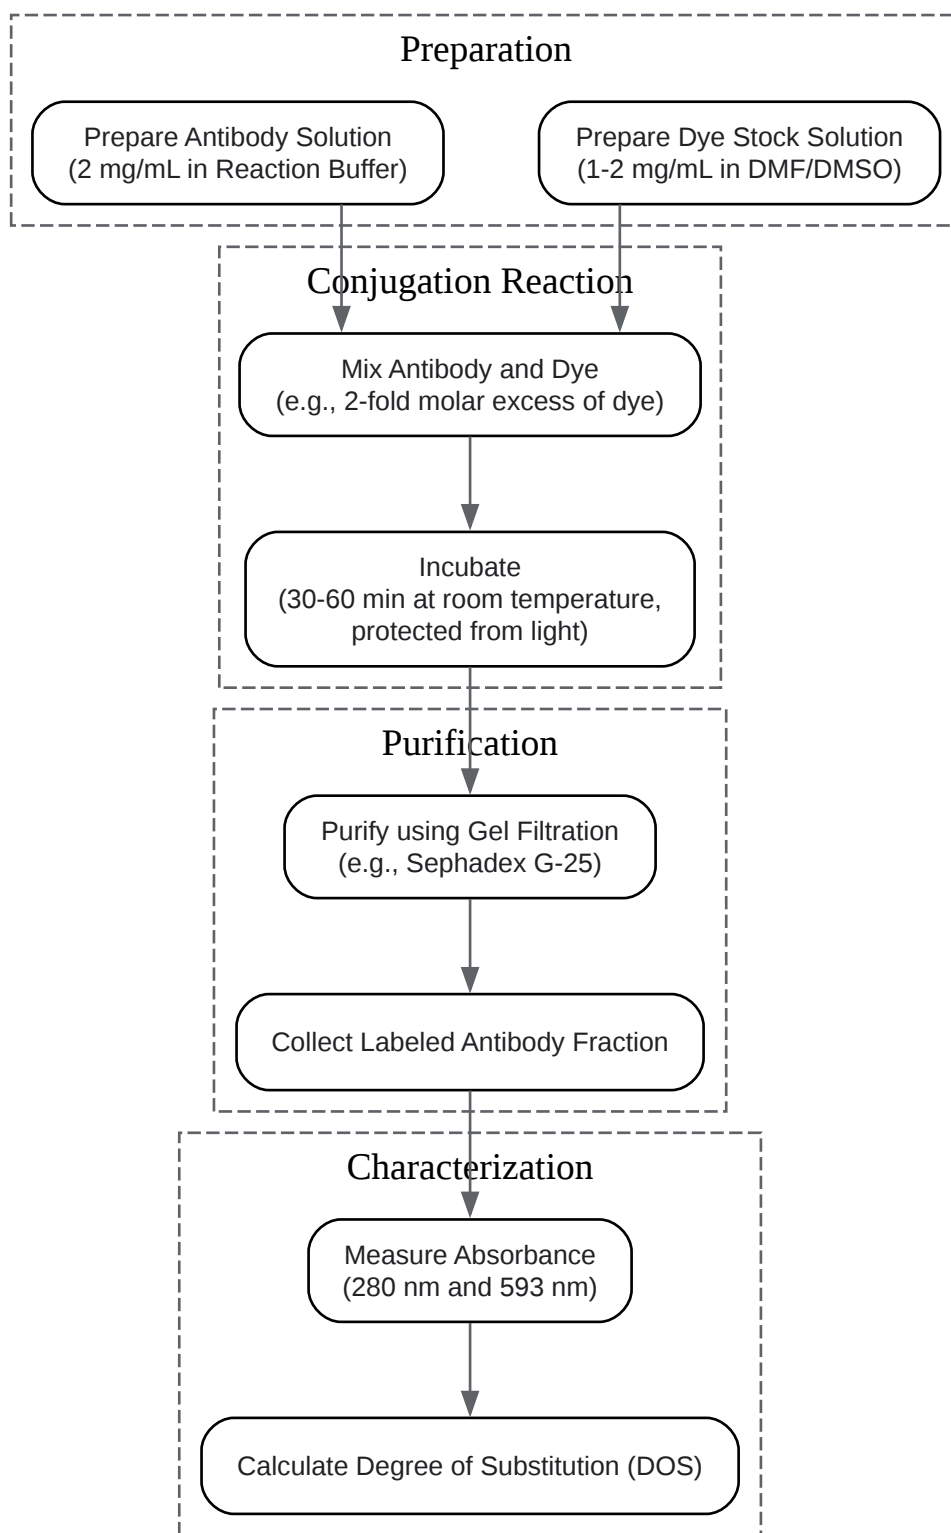 Preparation
Prepare Antibody Solution
(2 mg/mL in Reaction Buffer)
Prepare Dye Stock Solution
(1-2 mg/mL in DMF/DMSO)
Conjugation Reaction
Mix Antibody and Dye
(e.g., 2-fold molar excess of dye)
Incubate
(30-60 min at room temperature,
protected from light)
Purification
Purify using Gel Filtration
(e.g., Sephadex G-25)
Collect Labeled Antibody Fraction
Characterization
Measure Absorbance
(280 nm and 593 nm)
Calculate Degree of Substitution (DOS)